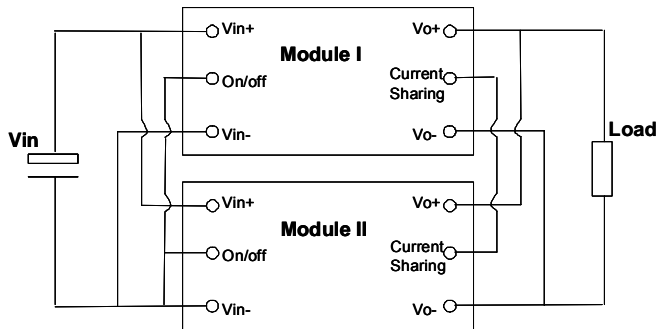 Vin+
Vo+
Module I
On/off
Current
Sharing
Vin-
Vo-
Vin
Load
Vin+
Vo+
Module II
On/off
Current
Sharing
Vin-
Vo-